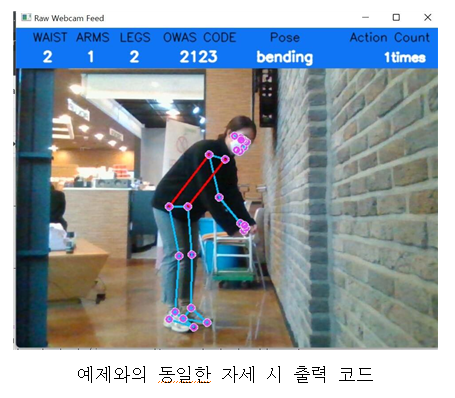 Raw Webcam Feed
WAIST ARMS LEGS OWAS CODE Pose Action Count
2 1 2 2123 bending 1times
예제와의 동일한 자세 시 출력 코드